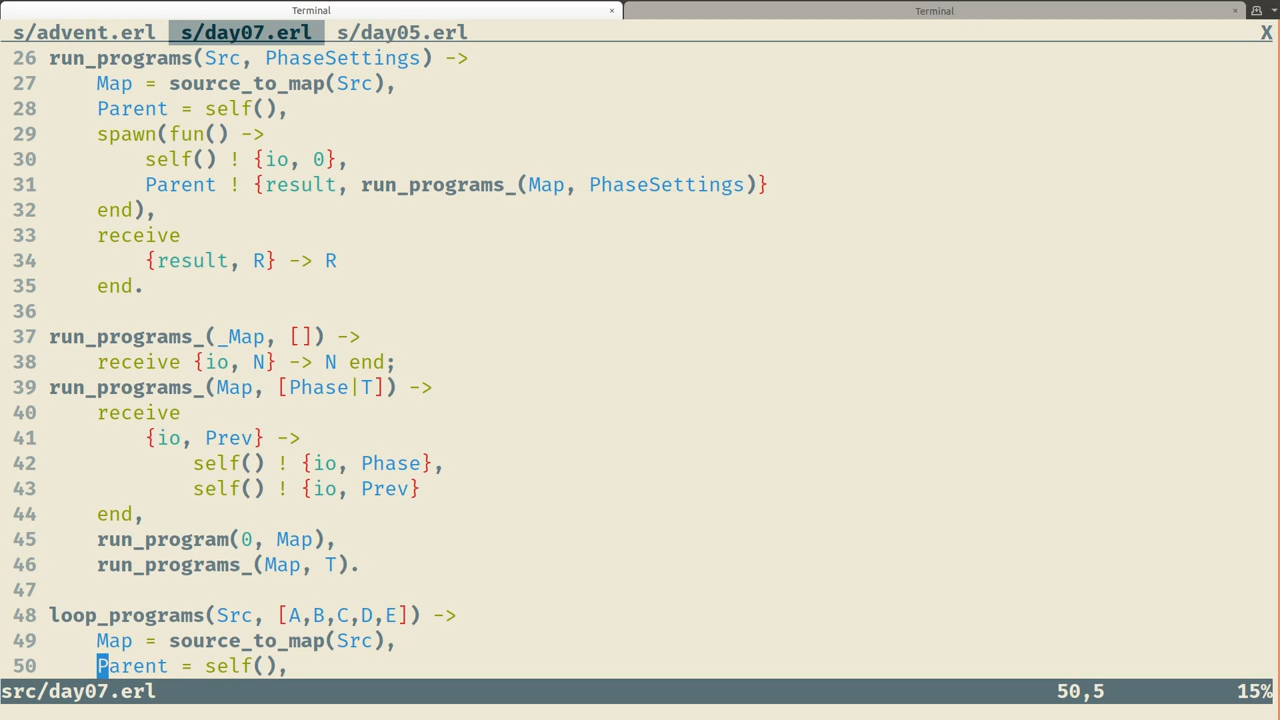 Terminal × Terminal ×
s/advent.erl s/day07.erl s/day05.erl X
26 run_programs(Src, PhaseSettings) ->
27     Map = source_to_map(Src),
28     Parent = self(),
29     spawn(fun() ->
30         self() ! {io, 0},
31         Parent ! {result, run_programs_(Map, PhaseSettings)}
32     end),
33     receive
34         {result, R} -> R
35     end.
36
37 run_programs_(_Map, []) ->
38     receive {io, N} -> N end;
39 run_programs_(Map, [Phase|T]) ->
40     receive
41         {io, Prev} ->
42             self() ! {io, Phase},
43             self() ! {io, Prev}
44     end,
45     run_program(0, Map),
46     run_programs_(Map, T).
47
48 loop_programs(Src, [A,B,C,D,E]) ->
49     Map = source_to_map(Src),
50     Parent = self(),
src/day07.erl 50,5 15%